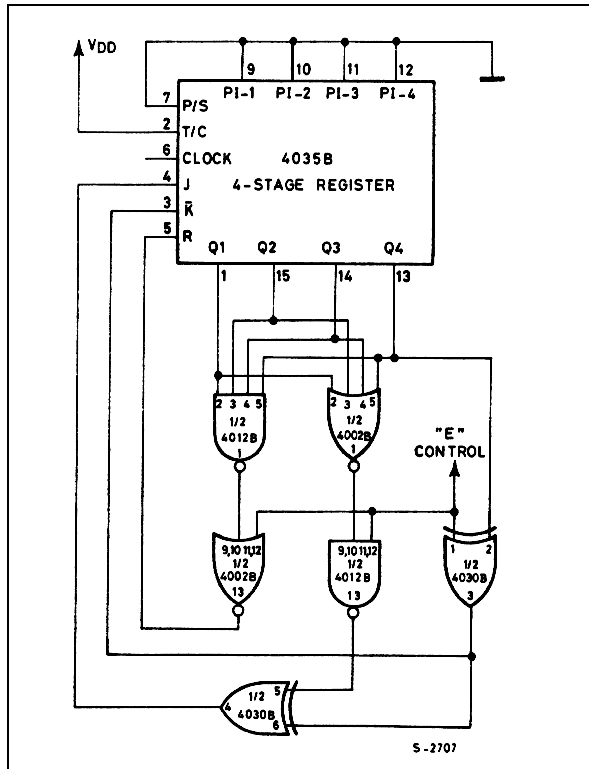 VDD
9 10 11 12
PI-1 PI-2 PI-3 PI-4
7 P/S
2 T/C
6 CLOCK 4035B
4 J 4-STAGE REGISTER
3 K̅
5 R
Q1 Q2 Q3 Q4
1 15 14 13
2 3 4 5
1/2
4012B
1
2 3 4 5
1/2
4002B
1
"E"
CONTROL
9,10 11,12
1/2
4002B
13
9,10 11,12
1/2
4012B
13
1 2
1/2
4030B
3
1/2
4030B
4
5
6
S-2707